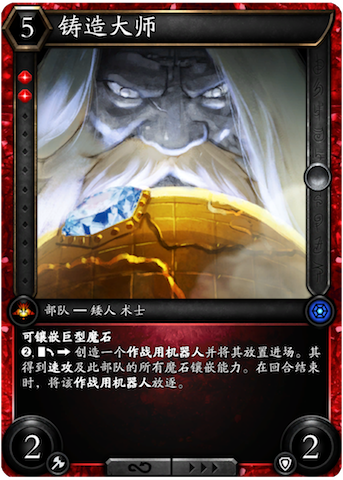 5 铸造大师
部队 — 矮人 术士
可镶嵌巨型魔石
❷, ➡ 创造一个作战用机器人并将其放置进场。其
得到速攻及此部队的所有魔石镶嵌能力。在回合结束
时，将该作战用机器人放逐。
2 2